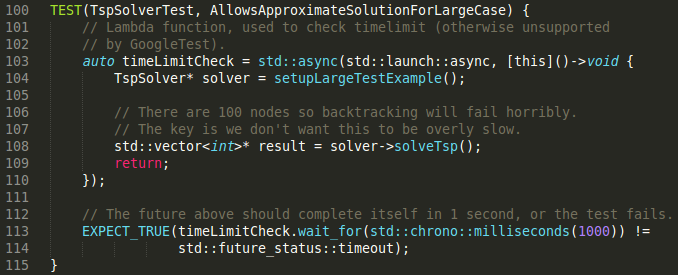 100 TEST(TspSolverTest, AllowsApproximateSolutionForLargeCase) {
101     // Lambda function, used to check timelimit (otherwise unsupported
102     // by GoogleTest).
103     auto timeLimitCheck = std::async(std::launch::async, [this]()->void {
104         TspSolver* solver = setupLargeTestExample();
105
106         // There are 100 nodes so backtracking will fail horribly.
107         // The key is we don't want this to be overly slow.
108         std::vector<int>* result = solver->solveTsp();
109         return;
110     });
111
112     // The future above should complete itself in 1 second, or the test fails.
113     EXPECT_TRUE(timeLimitCheck.wait_for(std::chrono::milliseconds(1000)) !=
114                 std::future_status::timeout);
115 }